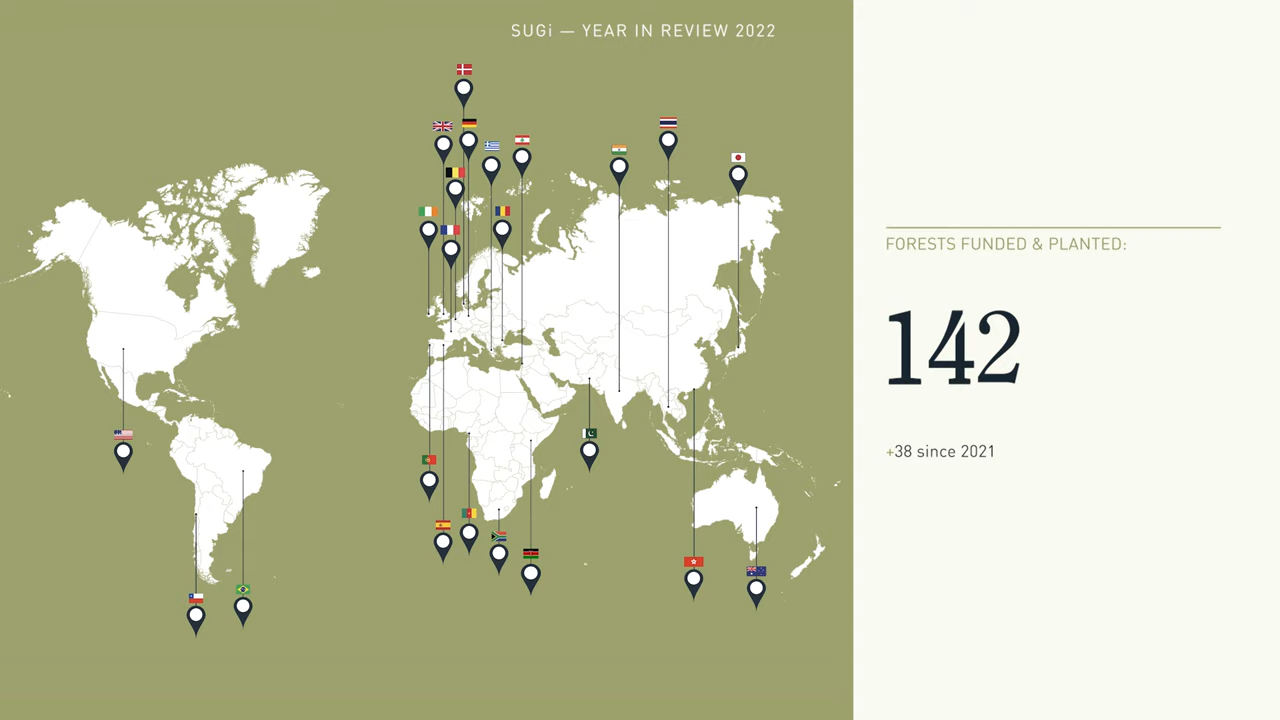 SUGi — YEAR IN REVIEW 2022
FORESTS FUNDED & PLANTED:
142
+38 since 2021